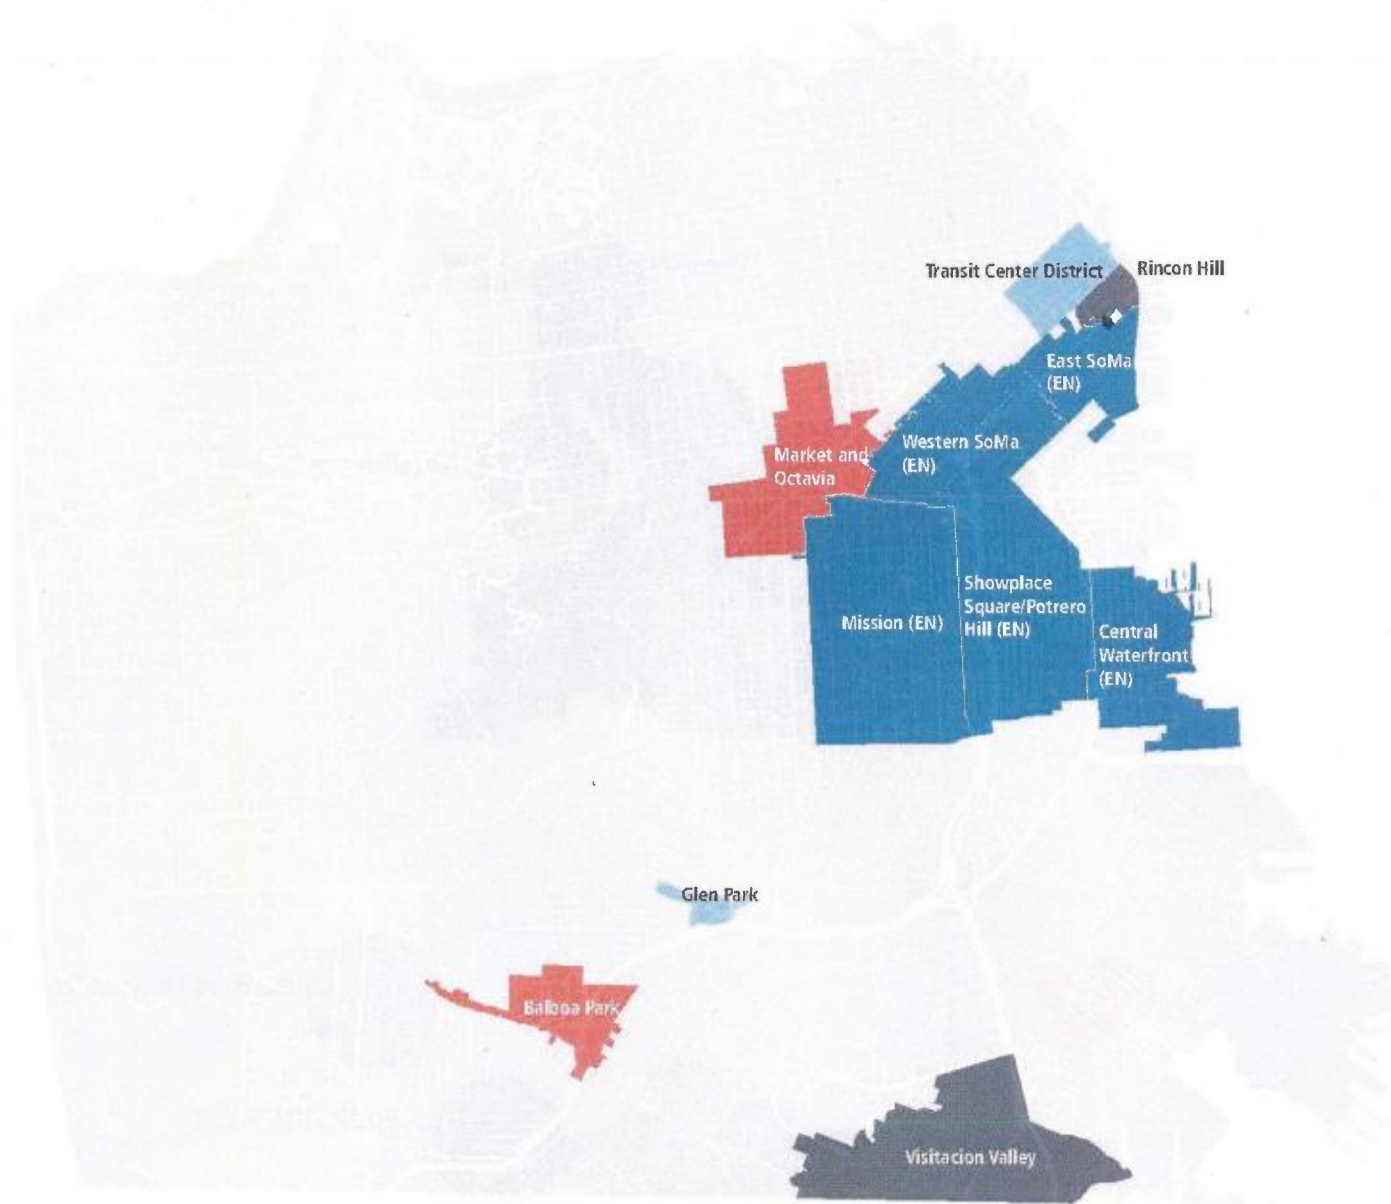 Transit Center District
Rincon Hill
East SoMa
(EN)
Western SoMa
(EN)
Market and
Octavia
Showplace
Square/Potrero
Hill (EN)
Mission (EN)
Central
Waterfront
(EN)
Glen Park
Balboa Park
Visitacion Valley